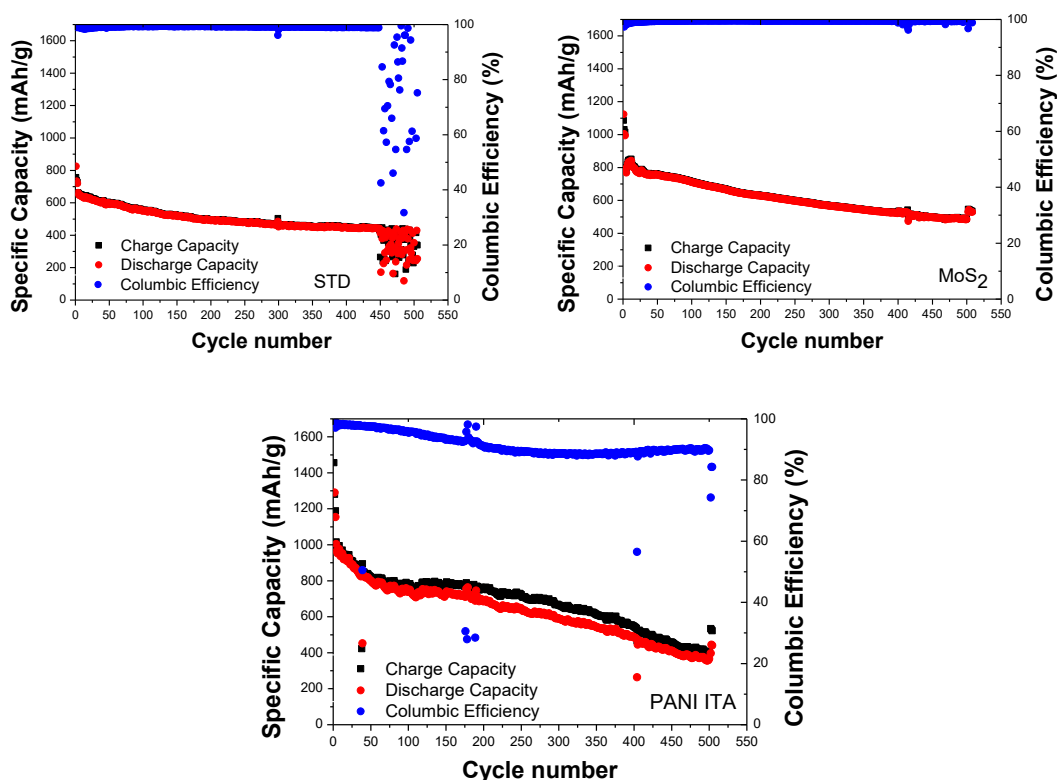 1600
1400
1200
1000
800
600
400
200
0
Specific Capacity (mAh/g)
100
80
60
40
20
0
Columbic Efficiency (%)
Charge Capacity
Discharge Capacity
Columbic Efficiency
STD
0 50 100 150 200 250 300 350 400 450 500 550
Cycle number
1600
1400
1200
1000
800
600
400
200
0
Specific Capacity (mAh/g)
100
80
60
40
20
0
Columbic Efficiency (%)
Charge Capacity
Discharge Capacity
Columbic Efficiency
MoS2
0 50 100 150 200 250 300 350 400 450 500 550
Cycle number
1600
1400
1200
1000
800
600
400
200
0
Specific Capacity (mAh/g)
100
80
60
40
20
0
Columbic Efficiency (%)
Charge Capacity
Discharge Capacity
Columbic Efficiency
PANI ITA
0 50 100 150 200 250 300 350 400 450 500 550
Cycle number